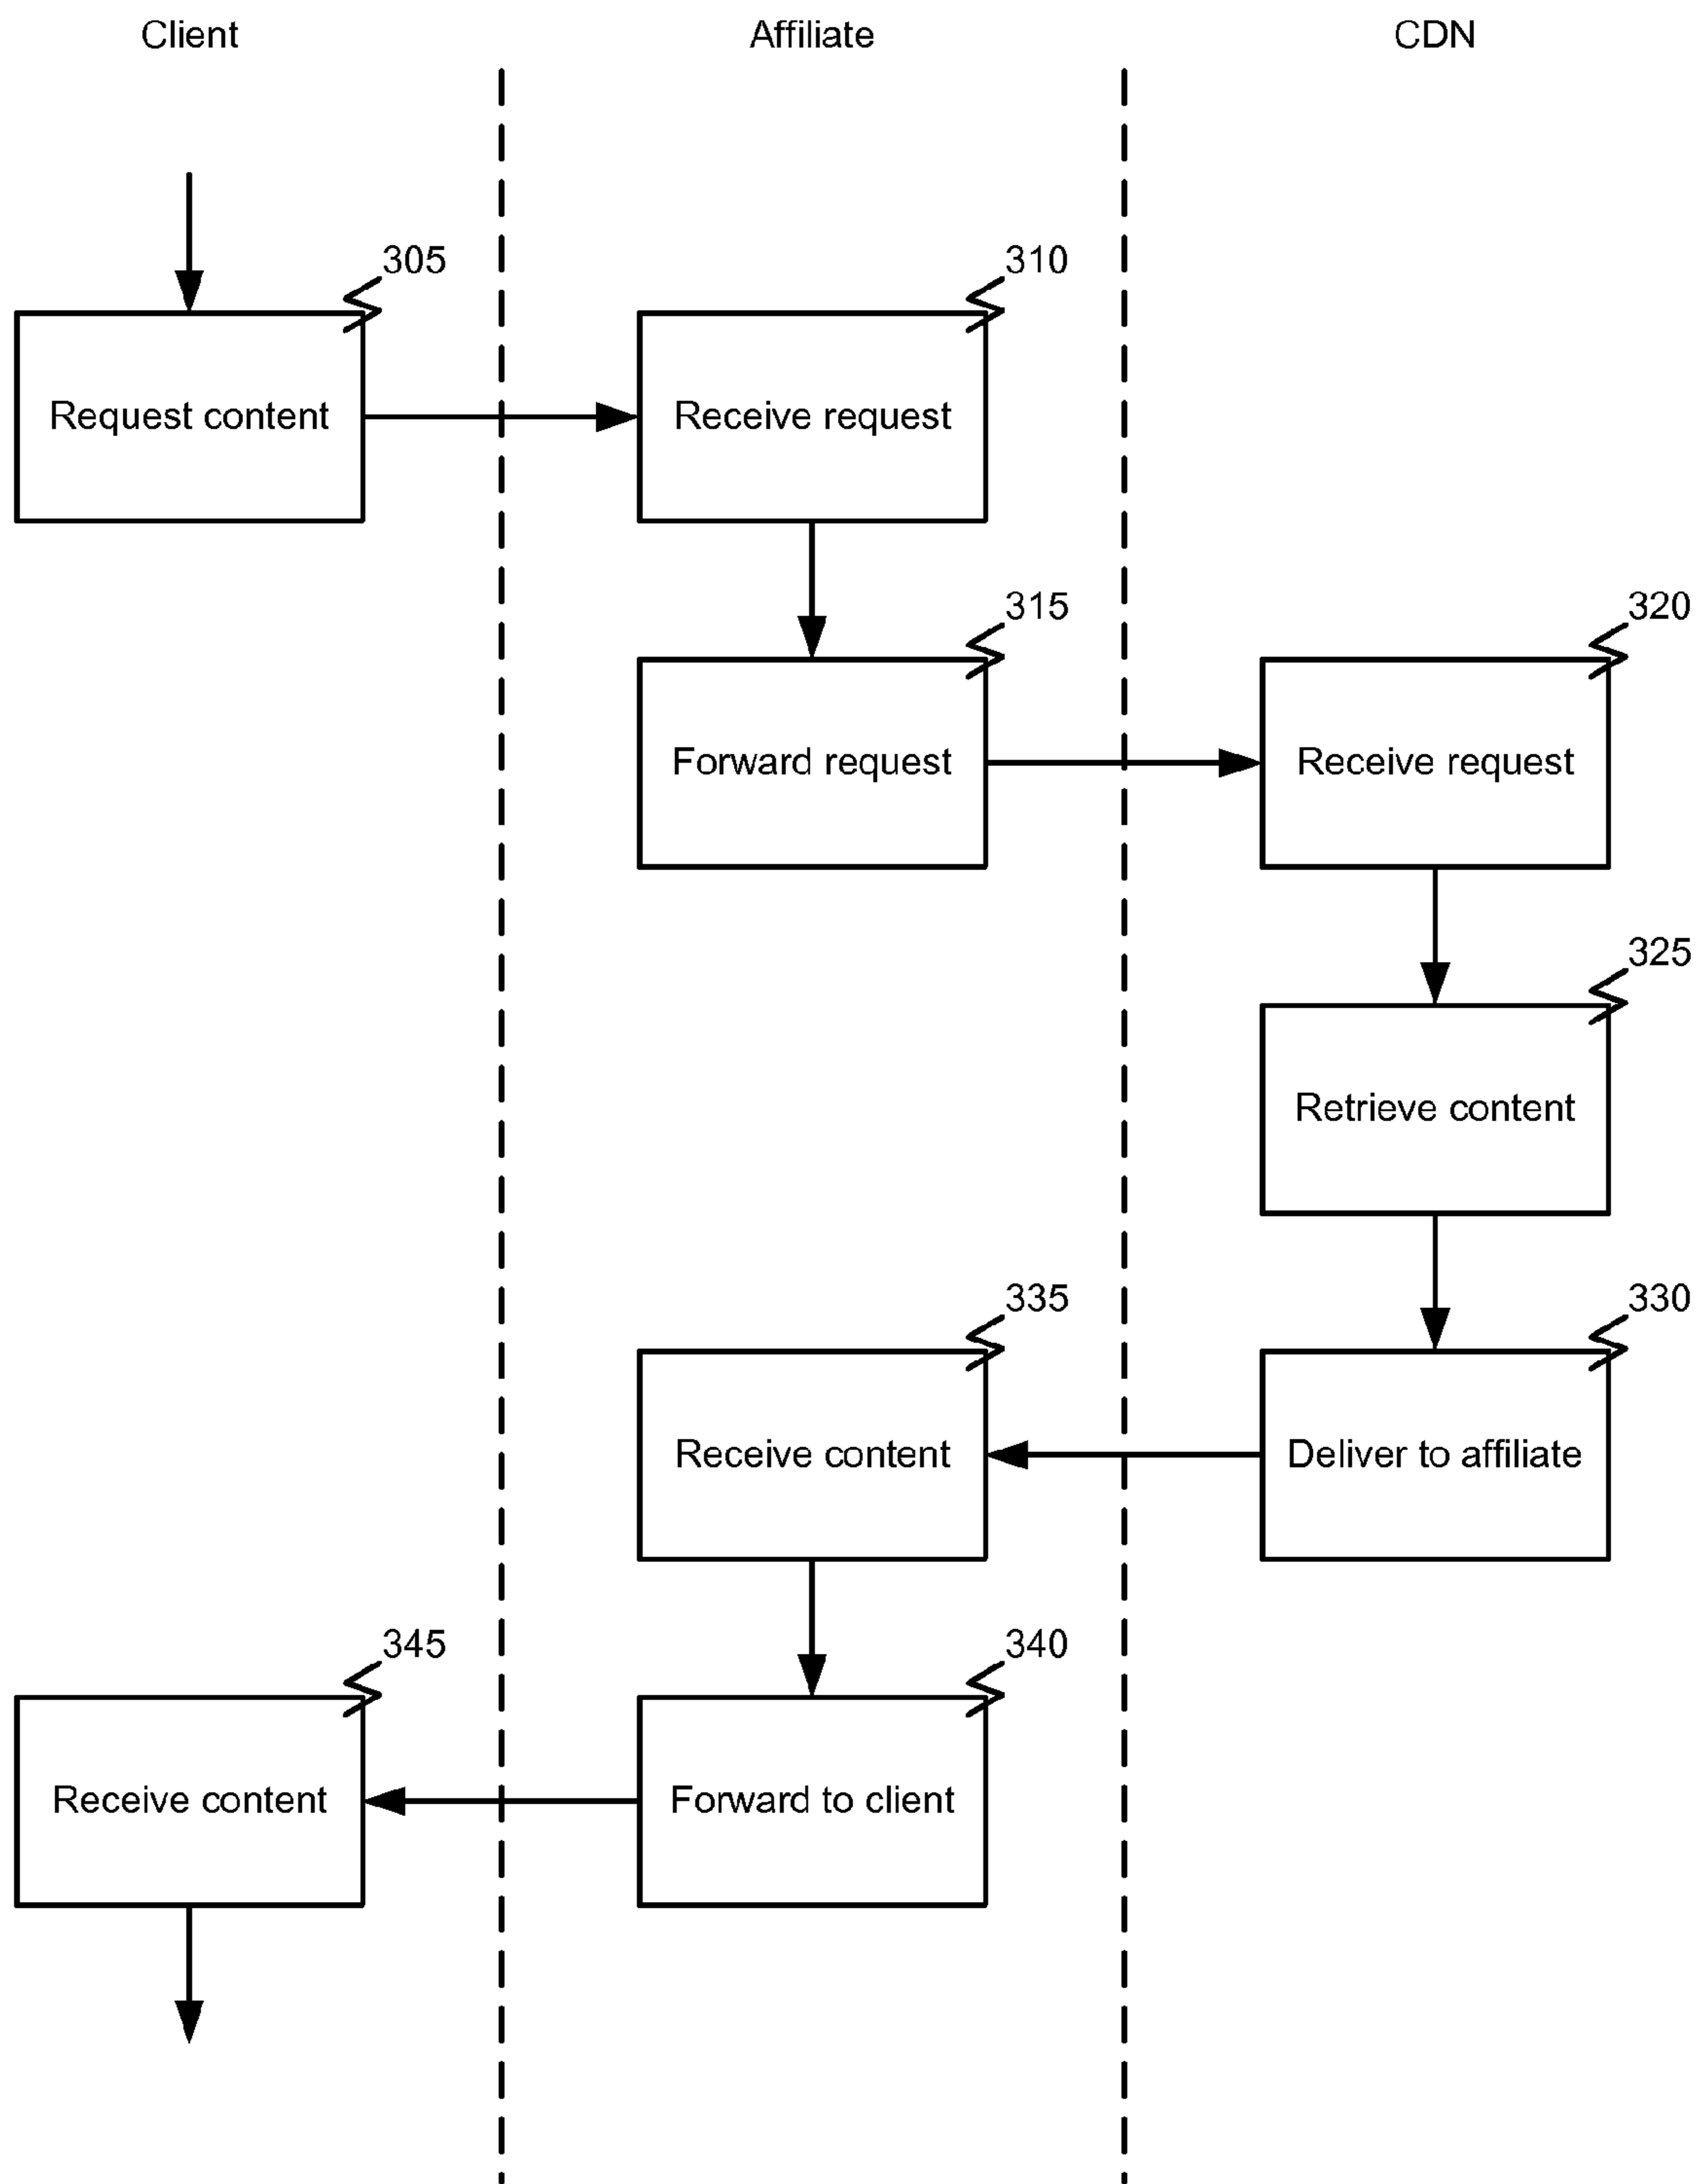 Client
Affiliate
CDN
305
310
Request content
Receive request
315
320
Forward request
Receive request
325
Retrieve content
335
330
Receive content
Deliver to affiliate
345
340
Receive content
Forward to client